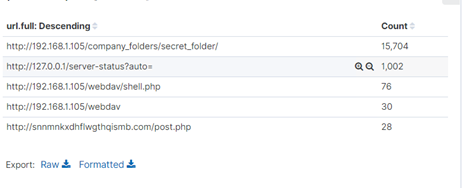 url.full: Descending Count
http://192.168.1.105/company_folders/secret_folder/ 15,704
http://127.0.0.1/server-status?auto= 1,002
http://192.168.1.105/webdav/shell.php 76
http://192.168.1.105/webdav 30
http://snnmnkxdhflwgthqismb.com/post.php 28
Export: Raw Formatted